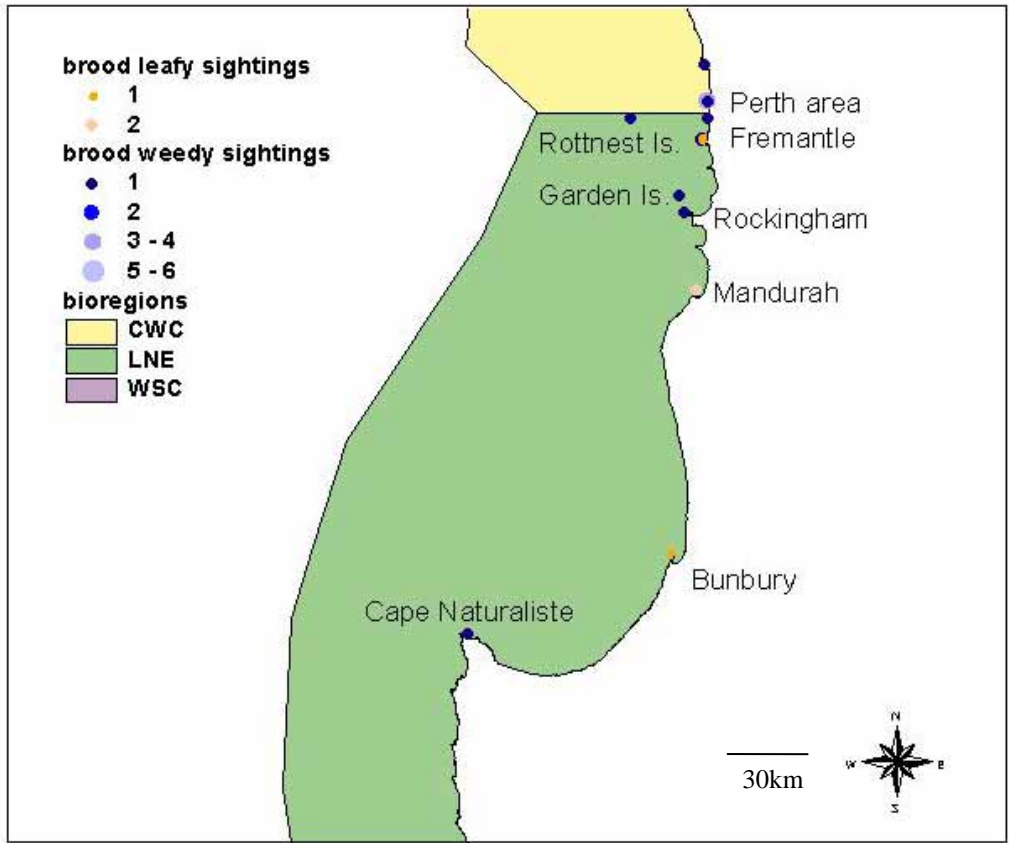 brood leafy sightings
1
2
brood weedy sightings
1
2
3 - 4
5 - 6
bioregions
CWC
LNE
WSC
Perth area
Rottnest Is.
Fremantle
Garden Is.
Rockingham
Mandurah
Bunbury
Cape Naturaliste
30km
N
W
E
S